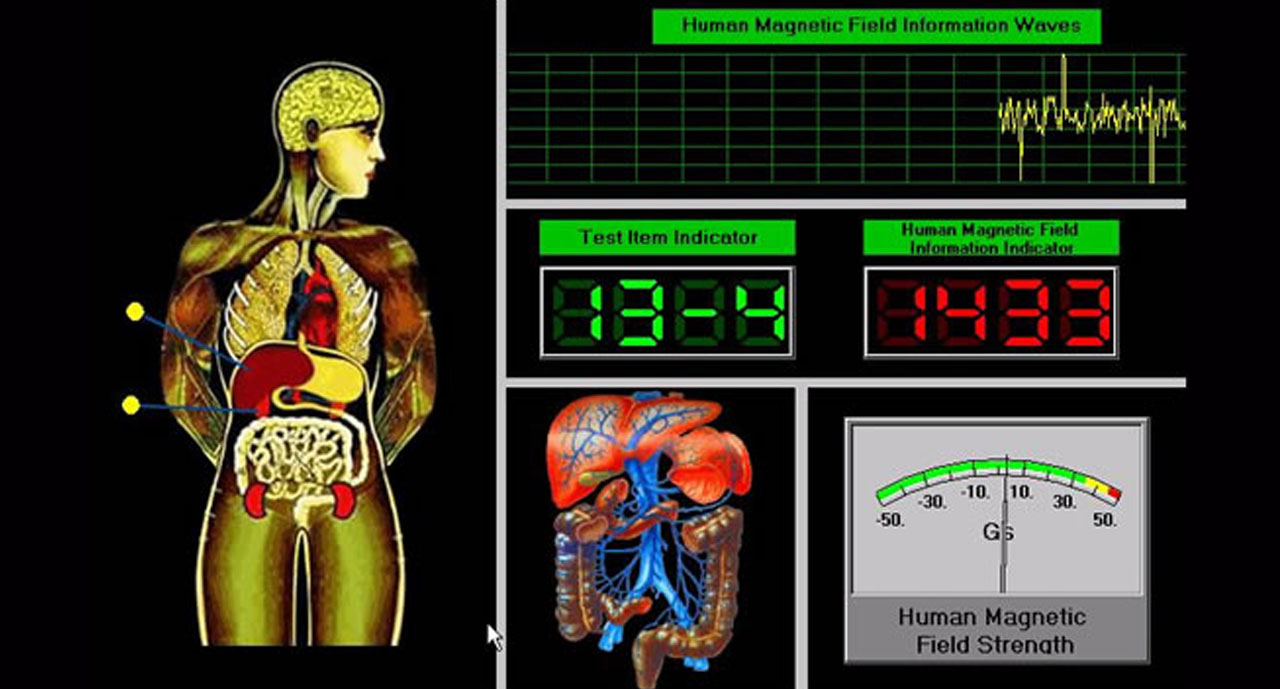 Human Magnetic Field Information Waves
Test Item Indicator
Human Magnetic Field
Information Indicator
13-4
1433
-50.
-30.
-10.
10.
30.
50.
Gs
Human Magnetic
Field Strength